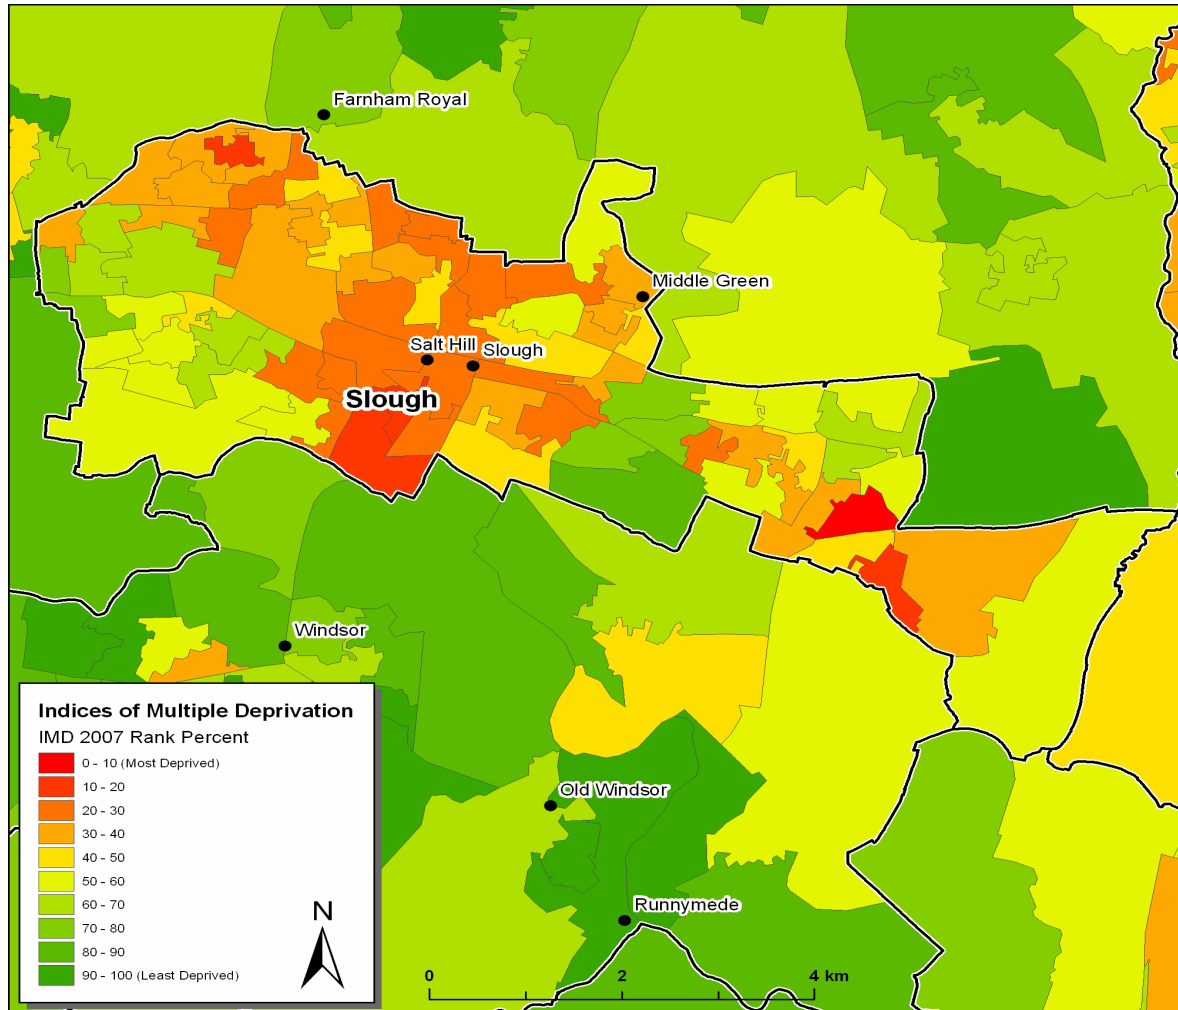 Farnham Royal
Middle Green
Salt Hill
Slough
Slough
Windsor
Old Windsor
Runnymede
Indices of Multiple Deprivation
IMD 2007 Rank Percent
0 - 10 (Most Deprived)
10 - 20
20 - 30
30 - 40
40 - 50
50 - 60
60 - 70
70 - 80
80 - 90
90 - 100 (Least Deprived)
N
0 2 4 km